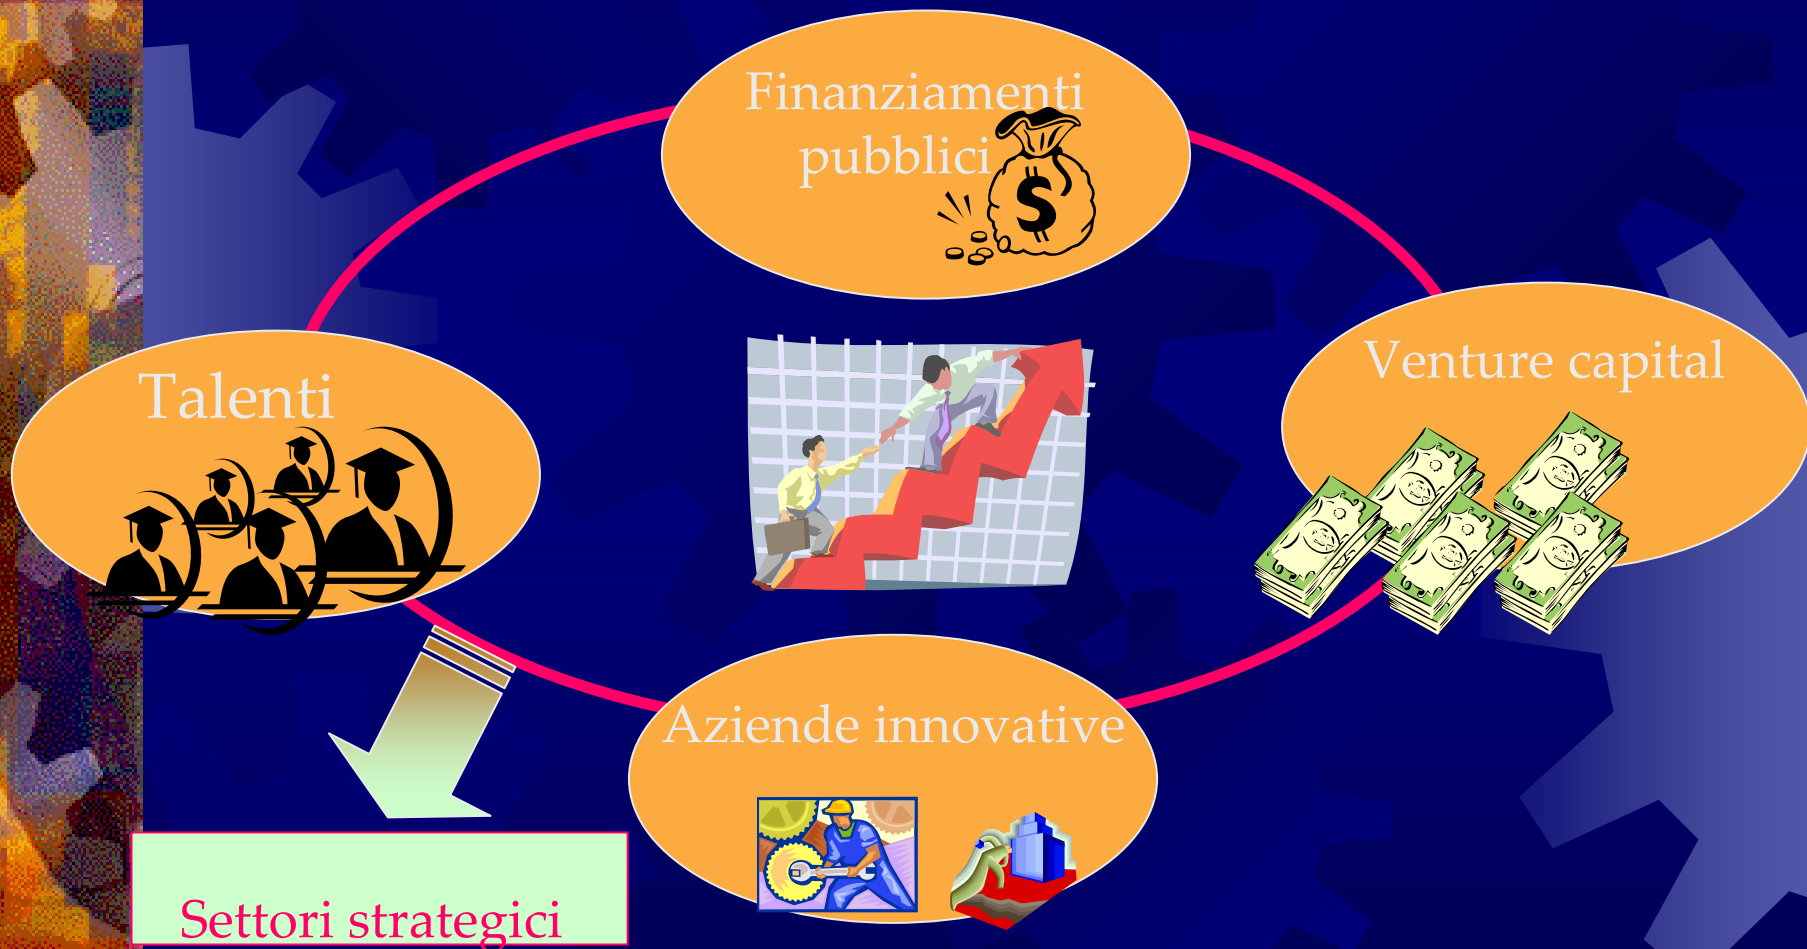 Finanziamenti
pubblici
$
Venture capital
Talenti
Aziende innovative
Settori strategici